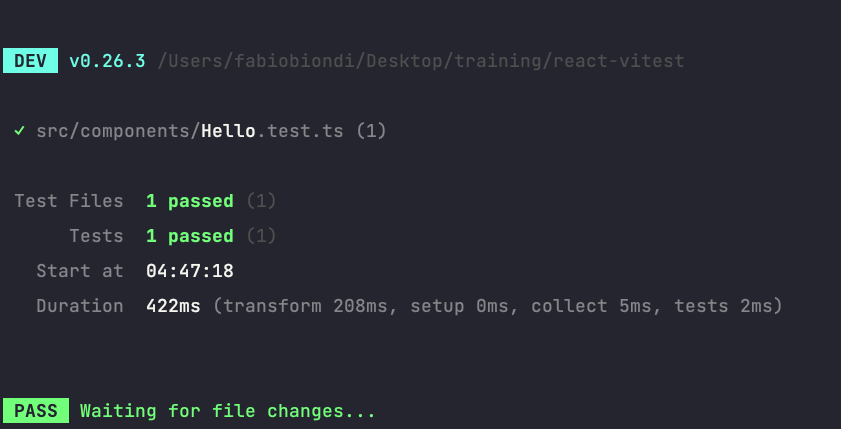 DEV v0.26.3 /Users/fabiobiondi/Desktop/training/react-vitest
✓ src/components/Hello.test.ts (1)
Test Files 1 passed (1)
Tests 1 passed (1)
Start at 04:47:18
Duration 422ms (transform 208ms, setup 0ms, collect 5ms, tests 2ms)
PASS Waiting for file changes...